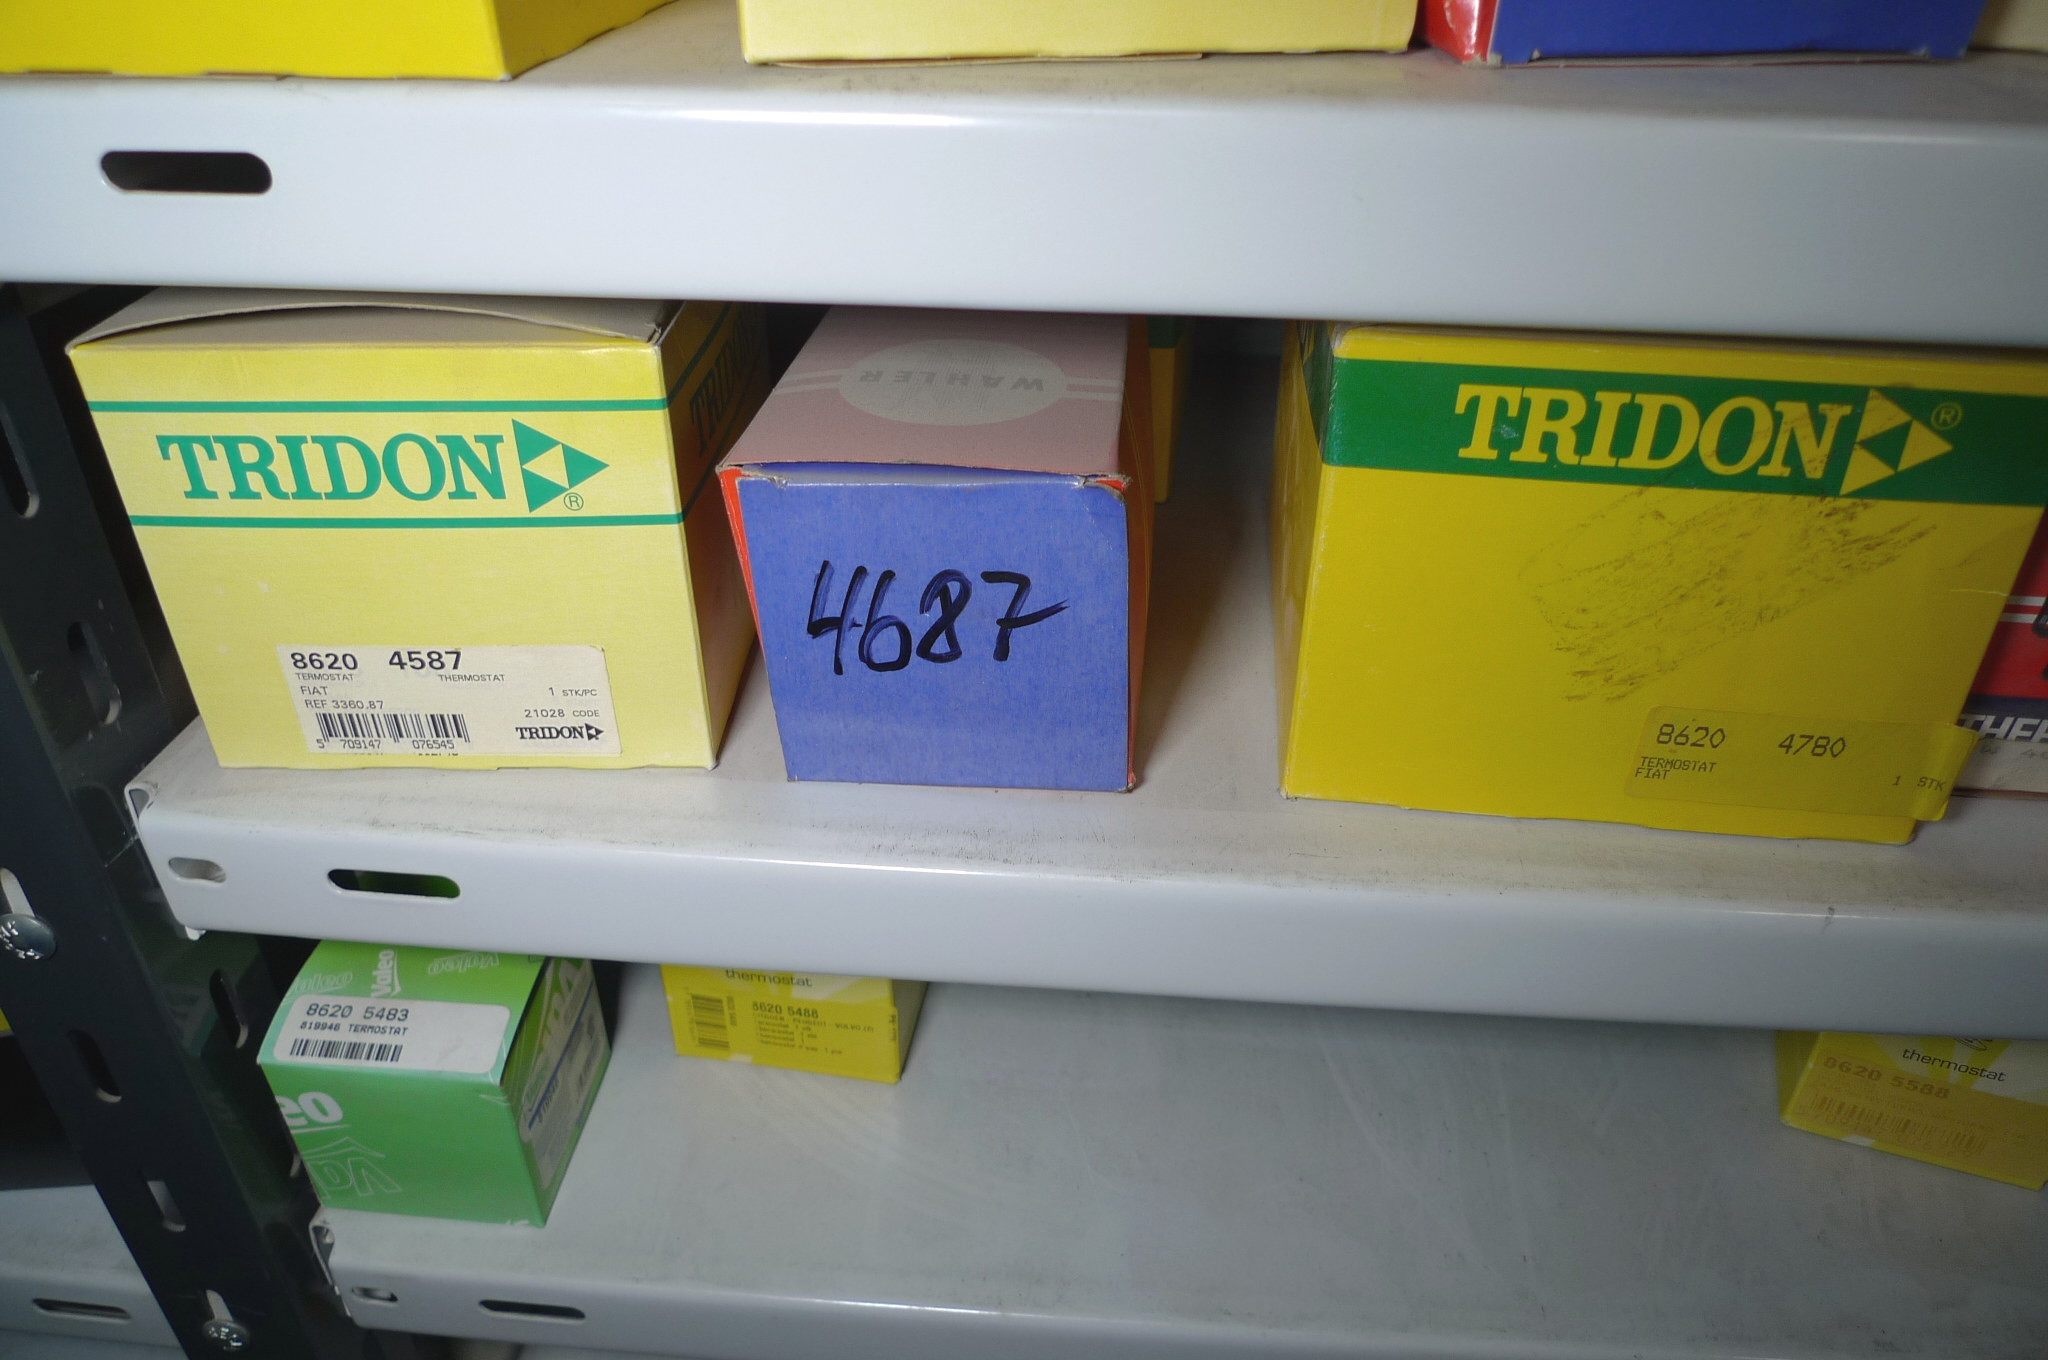 TRIDON ®
8620 4587
TERMOSTAT THERMOSTAT
FIAT
1 STK/PC
REF 3360.87
21028 CODE
5 709147 076545
TRIDON
WAHLER
4687
TRIDON ®
8620 4780
TERMOSTAT
FIAT
1 STK
Valeo
8620 5483
819946 TERMOSTAT
thermostat
8620 5488
thermostat
8620 5588